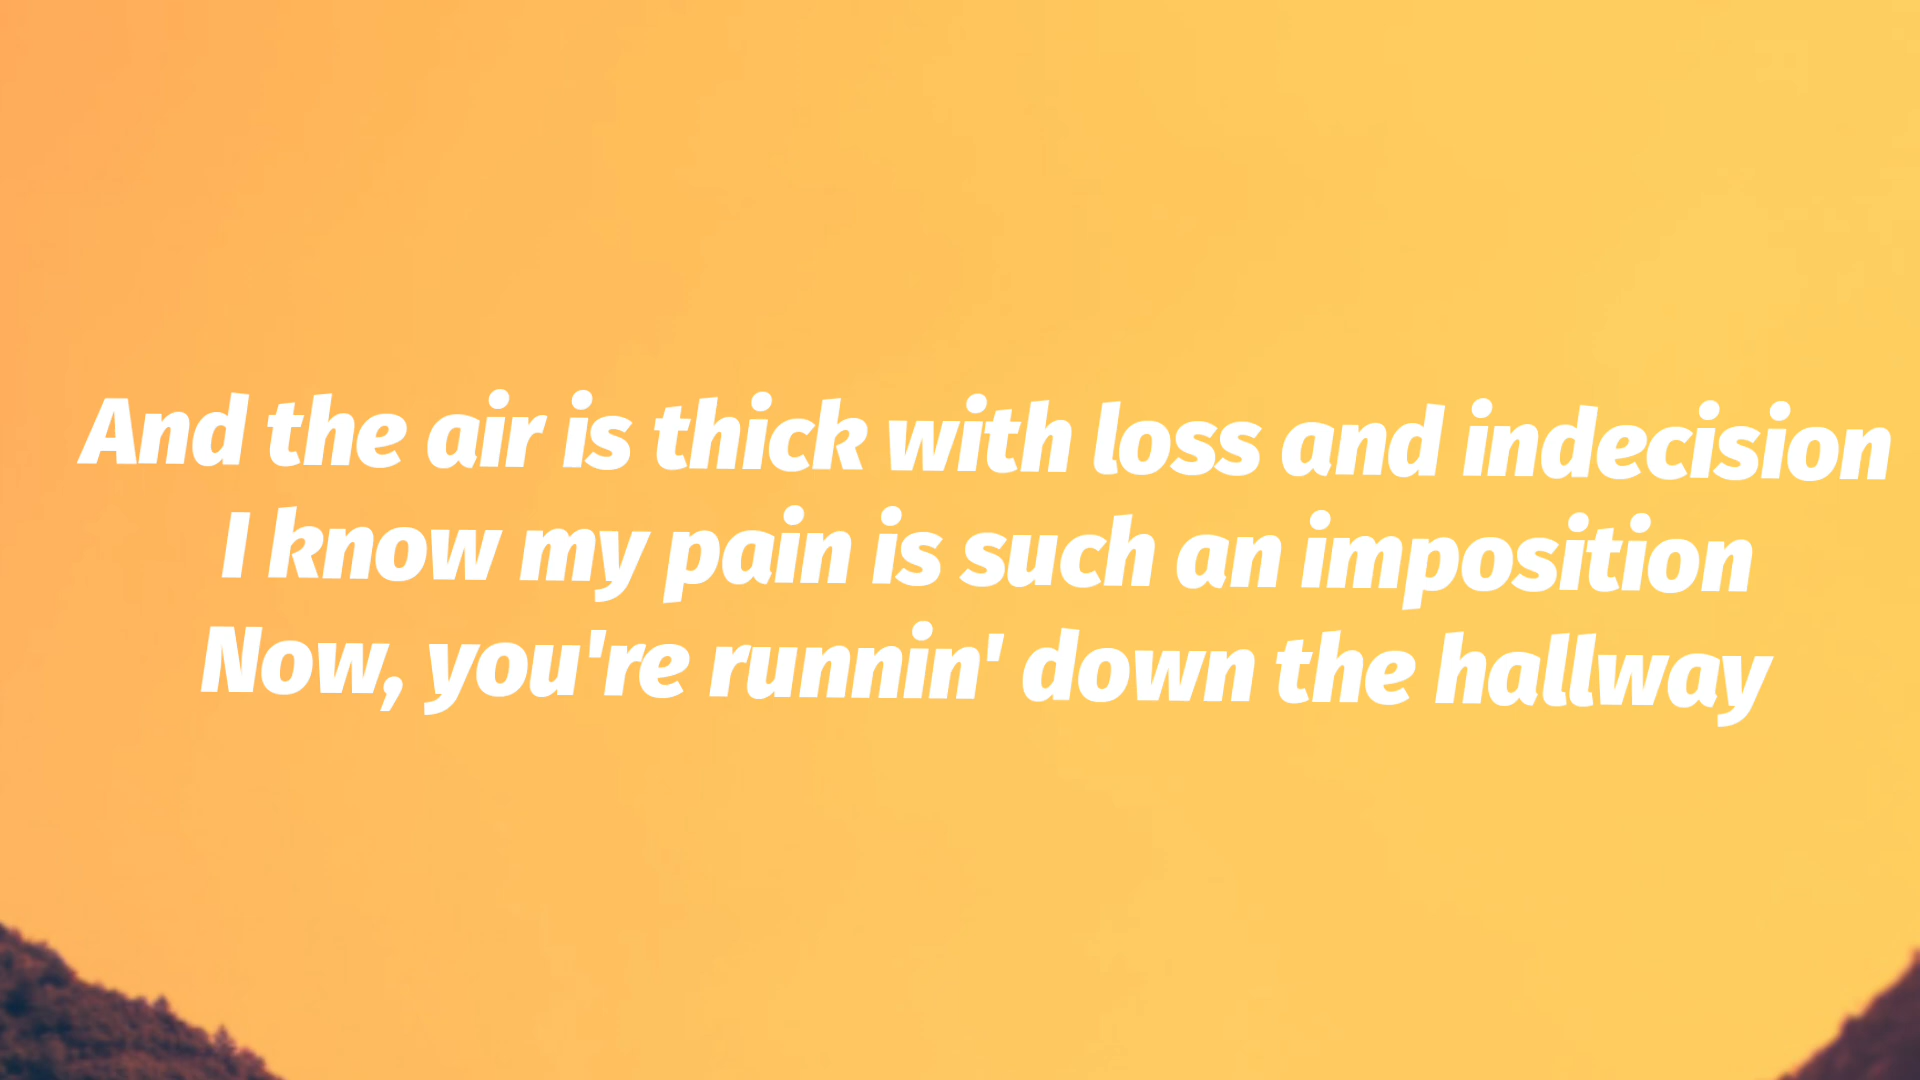 And the air is thick with loss and indecision
I know my pain is such an imposition
Now, you're runnin' down the hallway